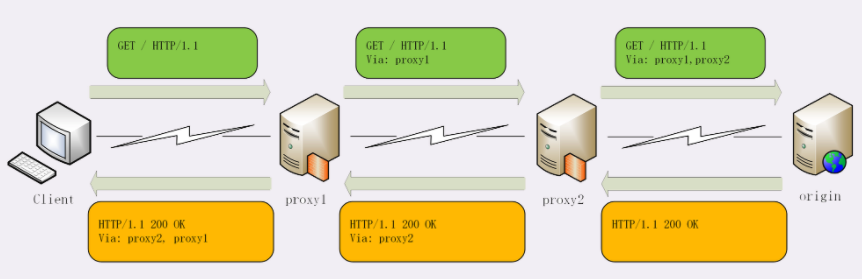 GET / HTTP/1.1
GET / HTTP/1.1
Via: proxy1
GET / HTTP/1.1
Via: proxy1,proxy2
Client
proxy1
proxy2
origin
HTTP/1.1 200 OK
Via: proxy2, proxy1
HTTP/1.1 200 OK
Via: proxy2
HTTP/1.1 200 OK